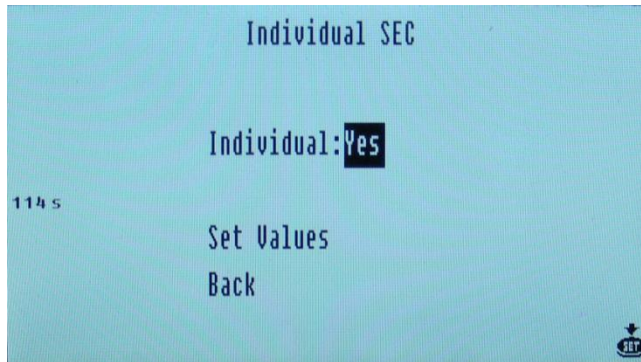 Individual SEC
Individual:Yes
114 s
Set Values
Back
SET